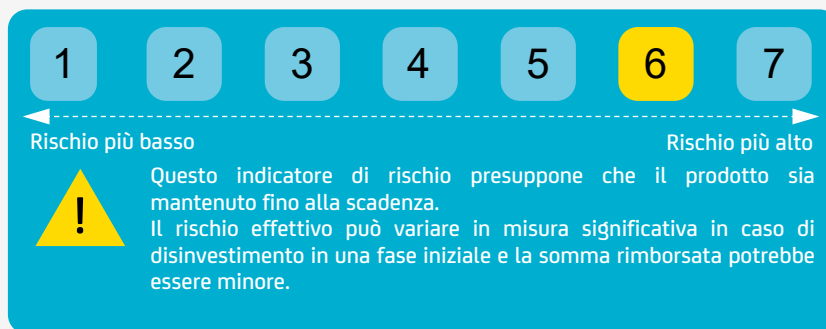 1 2 3 4 5 6 7
Rischio più basso Rischio più alto
Questo indicatore di rischio presuppone che il prodotto sia
mantenuto fino alla scadenza.
Il rischio effettivo può variare in misura significativa in caso di
disinvestimento in una fase iniziale e la somma rimborsata potrebbe
essere minore.
!